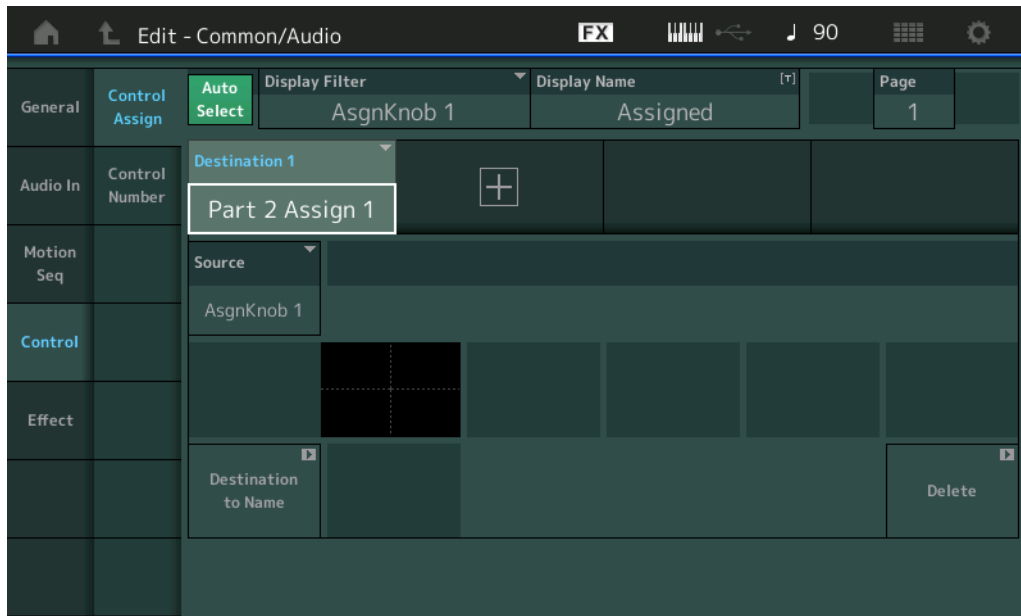 Edit - Common/Audio
FX
90
General
Control
Assign
Auto
Select
Display Filter
AsgnKnob 1
Display Name
[T]
Assigned
Page
1
Audio In
Control
Number
Destination 1
Part 2 Assign 1
Motion
Seq
Source
AsgnKnob 1
Control
Effect
Destination
to Name
Delete